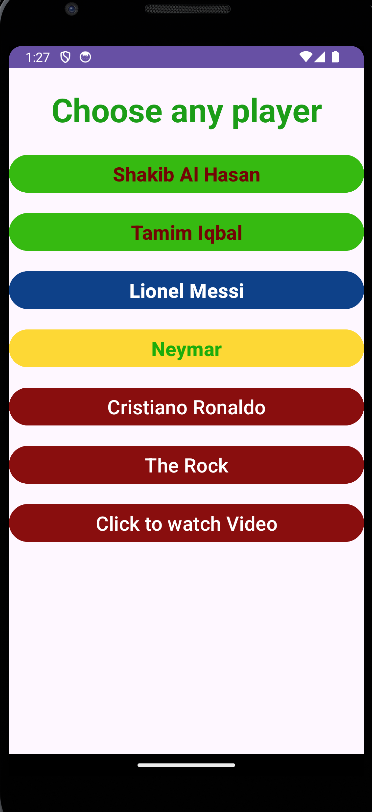 1:27
Choose any player
Shakib Al Hasan
Tamim Iqbal
Lionel Messi
Neymar
Cristiano Ronaldo
The Rock
Click to watch Video